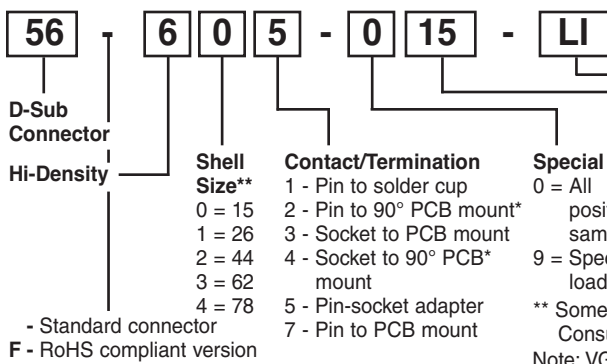 56 - 6 0 5 - 0 15 - LI
D-Sub
Connector
Hi-Density
Shell
Size**
0 = 15
1 = 26
2 = 44
3 = 62
4 = 78
Contact/Termination
1 - Pin to solder cup
2 - Pin to 90° PCB mount*
3 - Socket to PCB mount
4 - Socket to 90° PCB*
mount
5 - Pin-socket adapter
7 - Pin to PCB mount
Special
0 = All
posit
sam
9 = Spec
load
** Some
Cons
Note: VG
- Standard connector
F - RoHS compliant version